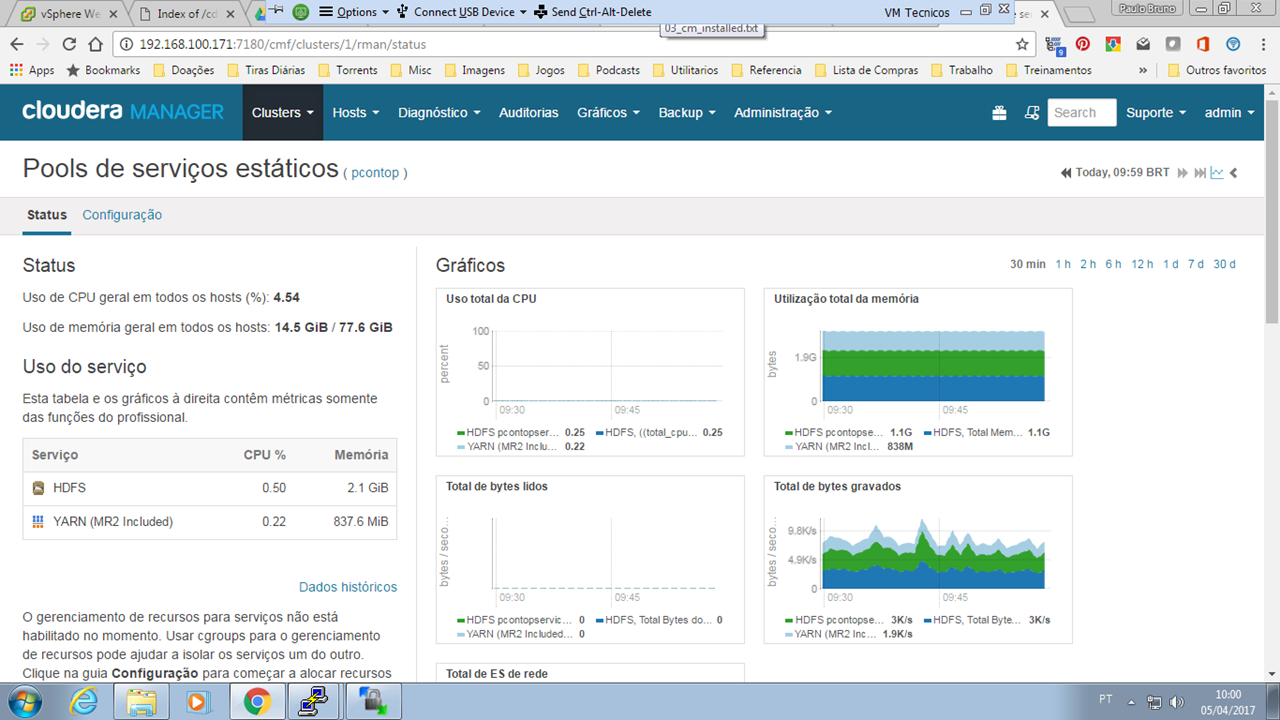 vSphere We
Index of /cd
Options
Connect USB Device
Send Ctrl-Alt-Delete
VM Tecnicos
Paulo Bruno
03_cm_installed.txt
192.168.100.171:7180/cmf/clusters/1/rman/status
9
Apps
Bookmarks
Doações
Tiras Diárias
Torrents
Misc
Imagens
Jogos
Podcasts
Utilitarios
Referencia
Lista de Compras
Trabalho
Treinamentos
»
Outros favoritos
cloudera MANAGER
Clusters
Hosts
Diagnóstico
Auditorias
Gráficos
Backup
Administração
Search
Suporte
admin
Pools de serviços estáticos ( pcontop )
Today, 09:59 BRT
Status
Configuração
Status
Uso de CPU geral em todos os hosts (%): 4.54
Uso de memória geral em todos os hosts: 14.5 GiB / 77.6 GiB
Uso do serviço
Esta tabela e os gráficos à direita contêm métricas somente
das funções do profissional.
Serviço CPU % Memória
HDFS 0.50 2.1 GiB
YARN (MR2 Included) 0.22 837.6 MiB
Dados históricos
O gerenciamento de recursos para serviços não está
habilitado no momento. Usar cgroups para o gerenciamento
de recursos pode ajudar a isolar os serviços um do outro.
Clique na guia Configuração para começar a alocar recursos
Gráficos
30 min 1 h 2 h 6 h 12 h 1 d 7 d 30 d
Uso total da CPU
percent
100
50
0
09:30 09:45
HDFS pcontopser... 0.25 HDFS, ((total_cpu... 0.25
YARN (MR2 Inclu... 0.22
Utilização total da memória
bytes
1.9G
0
09:30 09:45
HDFS pcontopse... 1.1G HDFS, Total Mem... 1.1G
YARN (MR2 Incl... 838M
Total de bytes lidos
bytes / seco...
0
09:30 09:45
HDFS pcontopservic... 0 HDFS, Total Bytes do... 0
YARN (MR2 Included... 0
Total de bytes gravados
bytes / seco...
9.8K/s
4.9K/s
0
09:30 09:45
HDFS pcontopse... 3K/s HDFS, Total Byte... 3K/s
YARN (MR2 Inc... 1.9K/s
Total de ES de rede
PT
10:00
05/04/2017